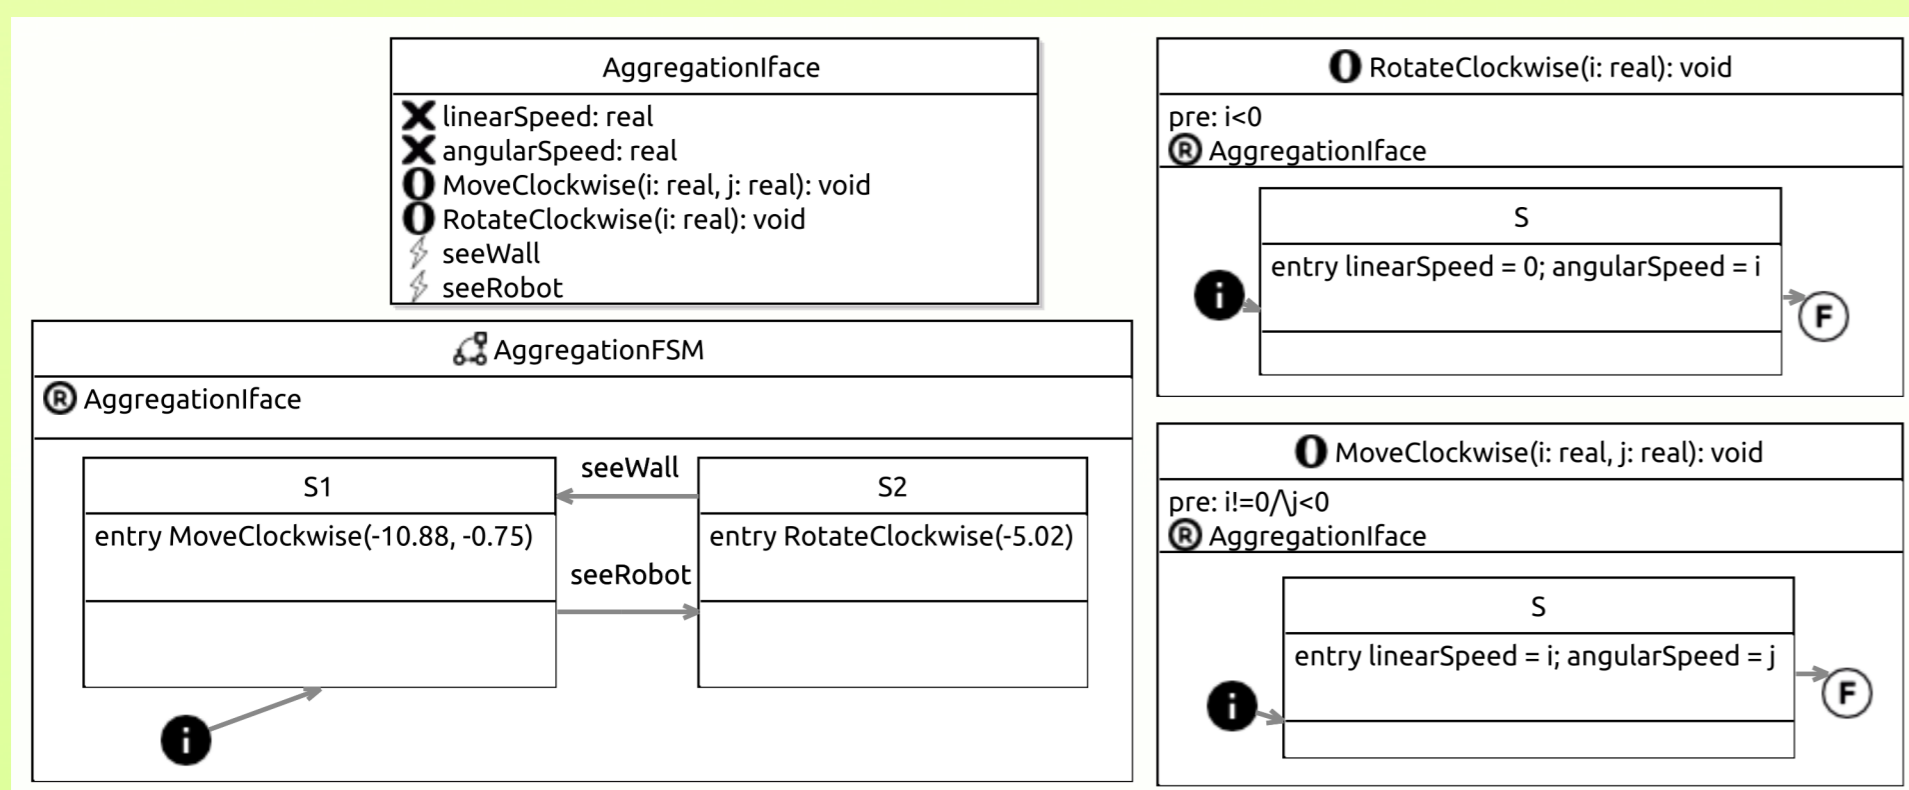 AggregationIface
linearSpeed: real
angularSpeed: real
O MoveClockwise(i: real, j: real): void
O RotateClockwise(i: real): void
seeWall
seeRobot
AggregationFSM
R AggregationIface
S1
entry MoveClockwise(-10.88, -0.75)
seeWall
seeRobot
S2
entry RotateClockwise(-5.02)
i
O RotateClockwise(i: real): void
pre: i<0
R AggregationIface
S
entry linearSpeed = 0; angularSpeed = i
i
F
O MoveClockwise(i: real, j: real): void
pre: i!=0/\j<0
R AggregationIface
S
entry linearSpeed = i; angularSpeed = j
i
F